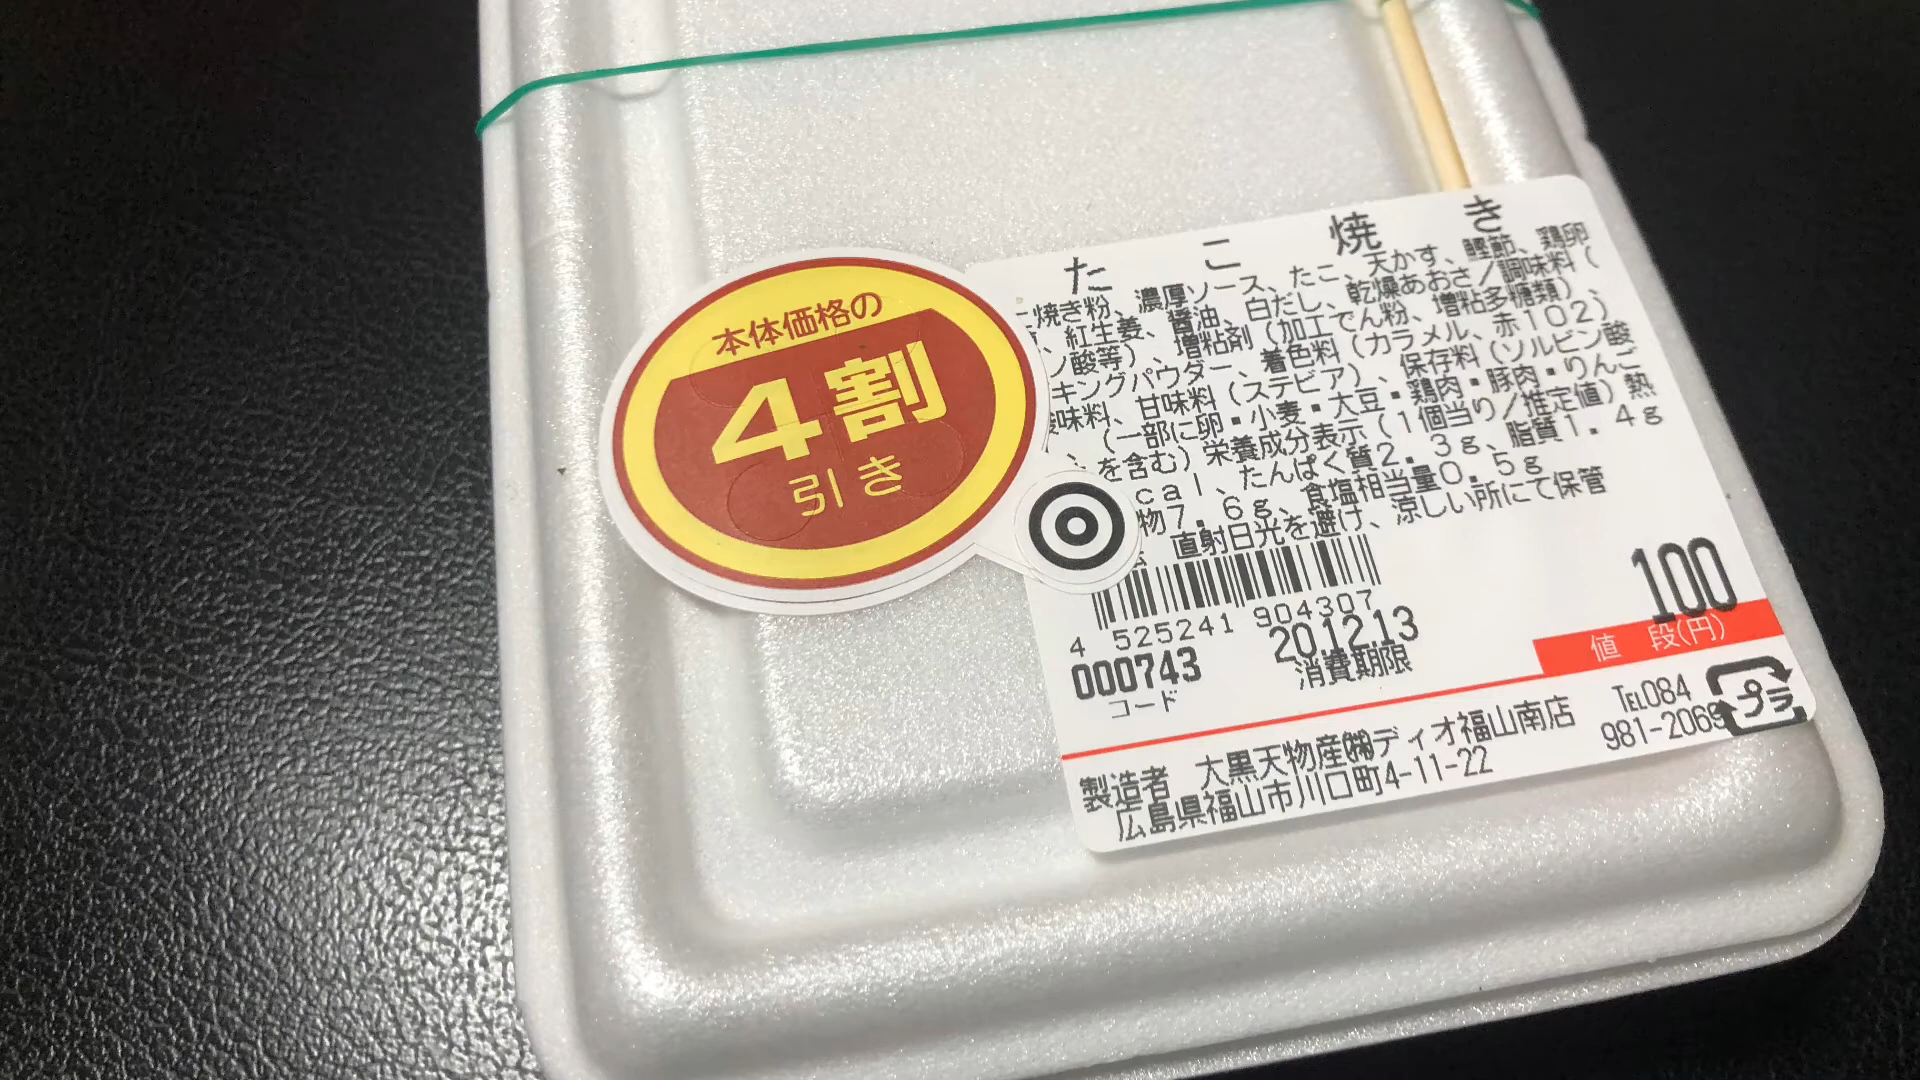 本体価格の
4割
引き
たこ焼き
焼き粉、濃厚ソース、たこ、天かす、鰹節、鶏卵
、紅生姜、醤油、白だし、乾燥あおさ／調味料（
ノ酸等）、増粘剤（加工でん粉、増粘多糖類）、
キングパウダー、着色料（カラメル、赤102）
味料、甘味料（ステビア）、保存料（ソルビン酸
、（一部に卵・小麦・大豆・鶏肉・豚肉・りんご
、を含む）栄養成分表示（1個当り／推定値）熱
cal、たんぱく質2.3g、脂質1.4g
物7.6g、食塩相当量0.5g
直射日光を避け、涼しい所にて保管
4 525241 904307
100
値段(円)
000743
コード
20.12.13
消費期限
プラ
製造者 大黒天物産㈱ディオ福山南店 TEL084
広島県福山市川口町4-11-22 981-2069